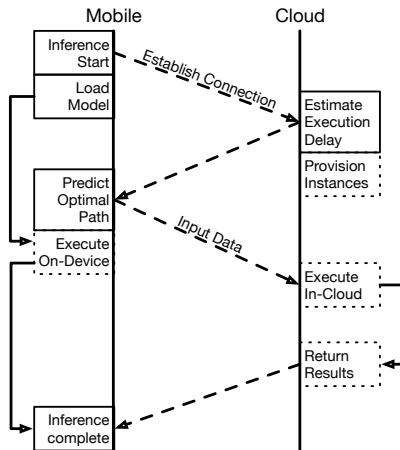 Mobile
Cloud
Inference
Start
Establish Connection
Load
Model
Estimate
Execution
Delay
Provision
Instances
Predict
Optimal
Path
Input Data
Execute
On-Device
Execute
In-Cloud
Return
Results
Inference
complete